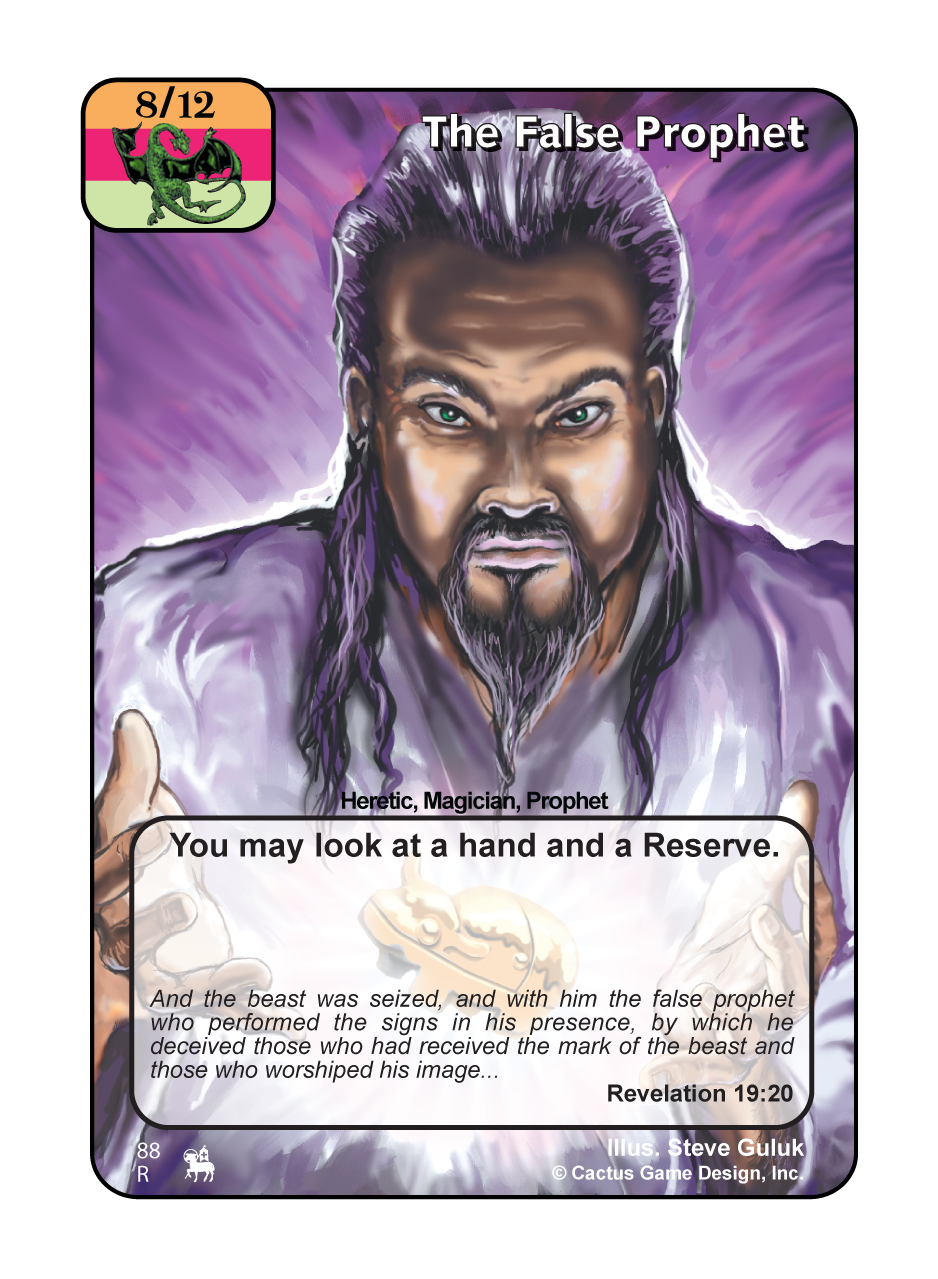 8/12
The False Prophet
Heretic, Magician, Prophet
You may look at a hand and a Reserve.
And the beast was seized, and with him the false prophet
who performed the signs in his presence, by which he
deceived those who had received the mark of the beast and
those who worshiped his image...
Revelation 19:20
88
R
Illus. Steve Guluk
© Cactus Game Design, Inc.